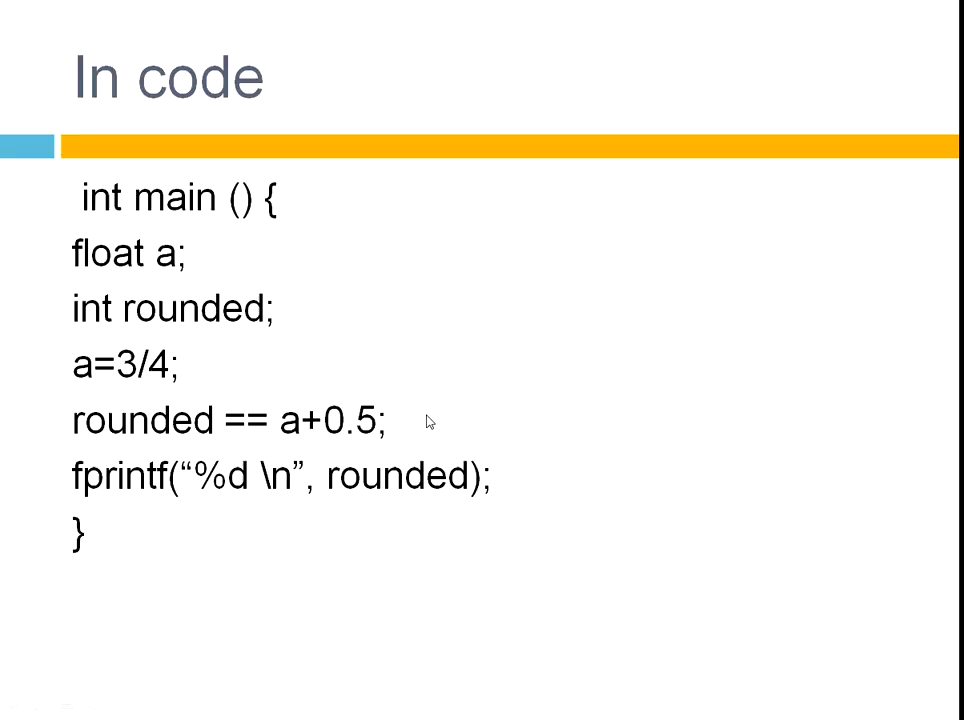 In code
int main () {
float a;
int rounded;
a=3/4;
rounded == a+0.5;
fprintf(“%d \n”, rounded);
}